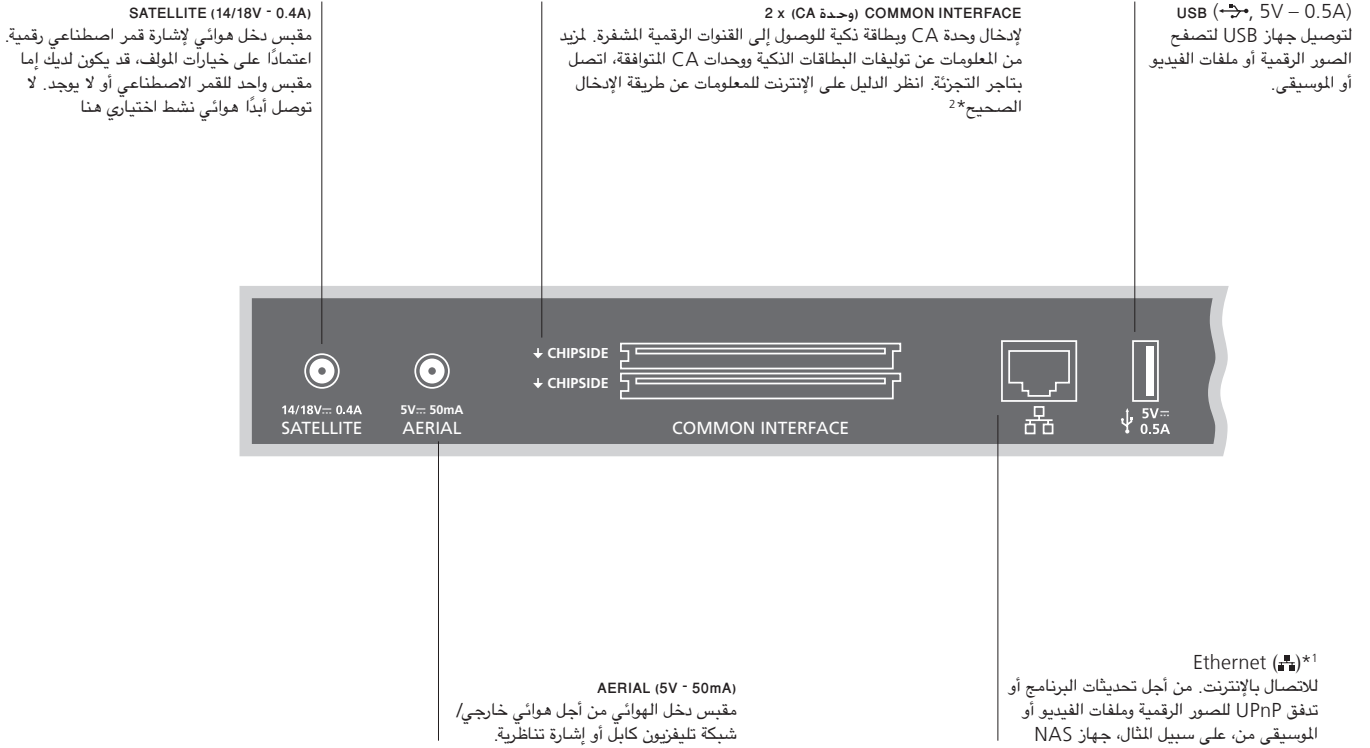 SATELLITE (14/18V - 0.4A)
مقبس دخل هوائي لإشارة قمر اصطناعي رقمية.
اعتمادًا على خيارات المولف، قد يكون لديك إما
مقبس واحد للقمر الاصطناعي أو لا يوجد. لا
توصل أبدًا هوائي نشط اختياري هنا
2 x (وحدة CA) COMMON INTERFACE
لإدخال وحدة CA وبطاقة ذكية للوصول إلى القنوات الرقمية المشفرة. لمزيد
من المعلومات عن توليفات البطاقات الذكية ووحدات CA المتوافقة، اتصل
بتاجر التجزئة. انظر الدليل على الإنترنت للمعلومات عن طريقة الإدخال
الصحيح*2
USB (, 5V – 0.5A)
لتوصيل جهاز USB لتصفح
الصور الرقمية أو ملفات الفيديو
أو الموسيقى.
CHIPSIDE
CHIPSIDE
14/18V 0.4A
SATELLITE
5V 50mA
AERIAL
COMMON INTERFACE
5V
0.5A
AERIAL (5V - 50mA)
مقبس دخل الهوائي من أجل هوائي خارجي/
شبكة تليفزيون كابل أو إشارة تناظرية.
Ethernet ()*1
للاتصال بالإنترنت. من أجل تحديثات البرنامج أو
تدفق UPnP للصور الرقمية وملفات الفيديو أو
الموسيقى من، على سبيل المثال، جهاز NAS